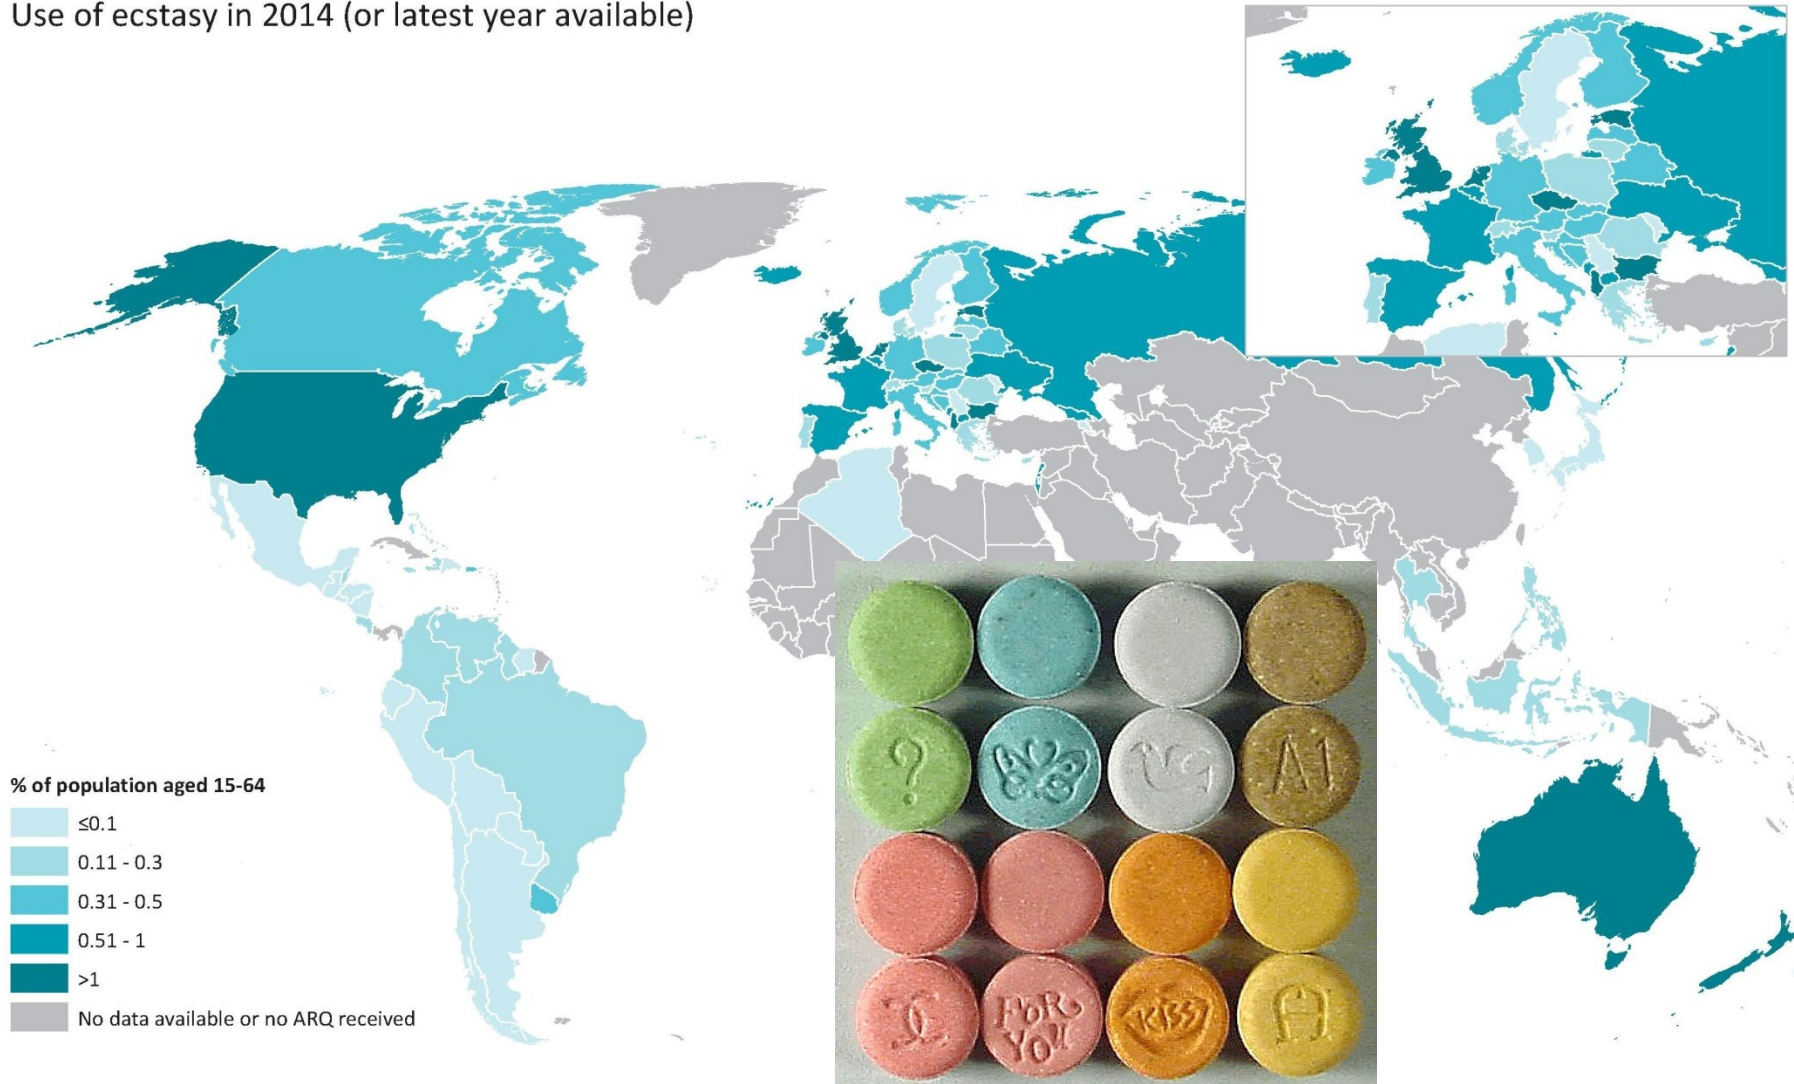 Use of ecstasy in 2014 (or latest year available)
% of population aged 15-64
≤0.1
0.11 - 0.3
0.31 - 0.5
0.51 - 1
>1
No data available or no ARQ received
?
A1
FOR
YOU
KISS